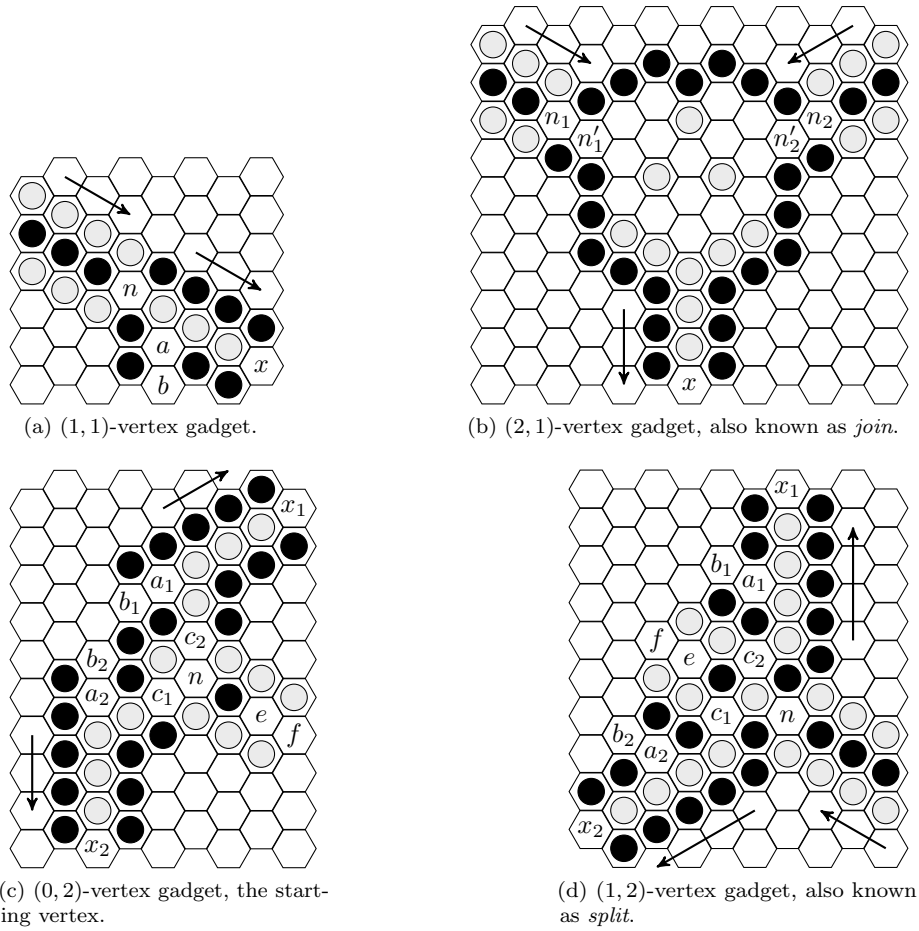 n
a
b
x
(a) (1, 1)-vertex gadget.
n₁ n₂
n′₁ n′₂
x
(b) (2, 1)-vertex gadget, also known as join.
x₁
a₁
b₁
c₂
b₂
n
a₂ c₁
e
f
x₂
(c) (0, 2)-vertex gadget, the start-
ing vertex.
x₁
b₁
a₁
f
e c₂
c₁ n
b₂
a₂
x₂
(d) (1, 2)-vertex gadget, also known
as split.